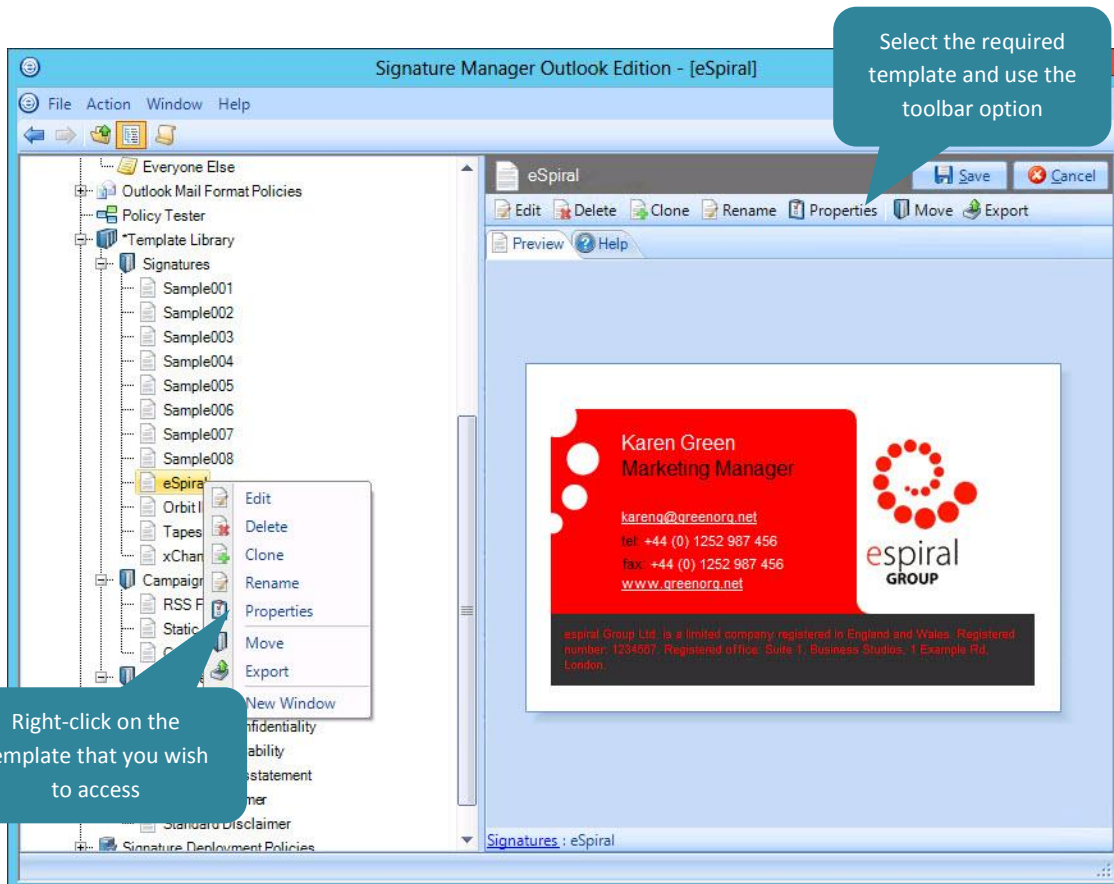 Select the required
template and use the
toolbar option
Signature Manager Outlook Edition - [eSpiral]
File Action Window Help
Everyone Else
Outlook Mail Format Policies
Policy Tester
*Template Library
Signatures
Sample001
Sample002
Sample003
Sample004
Sample005
Sample006
Sample007
Sample008
eSpiral
Orbit
Tapes
xChan
Campaign
RSS F
Static
Edit
Delete
Clone
Rename
Properties
Move
Export
New Window
nfidentiality
ability
sstatement
mer
Standard Disclaimer
Signature Deployment Policies
Right-click on the
emplate that you wish
to access
eSpiral
Save Cancel
Edit Delete Clone Rename Properties Move Export
Preview Help
Karen Green
Marketing Manager
kareng@greenorg.net
tel: +44 (0) 1252 987 456
fax: +44 (0) 1252 987 456
www.greenorg.net
espiral
GROUP
espiral Group Ltd. is a limited company registered in England and Wales. Registered
number: 1234567. Registered office: Suite 1, Business Studios, 1 Example Rd,
London.
Signatures : eSpiral